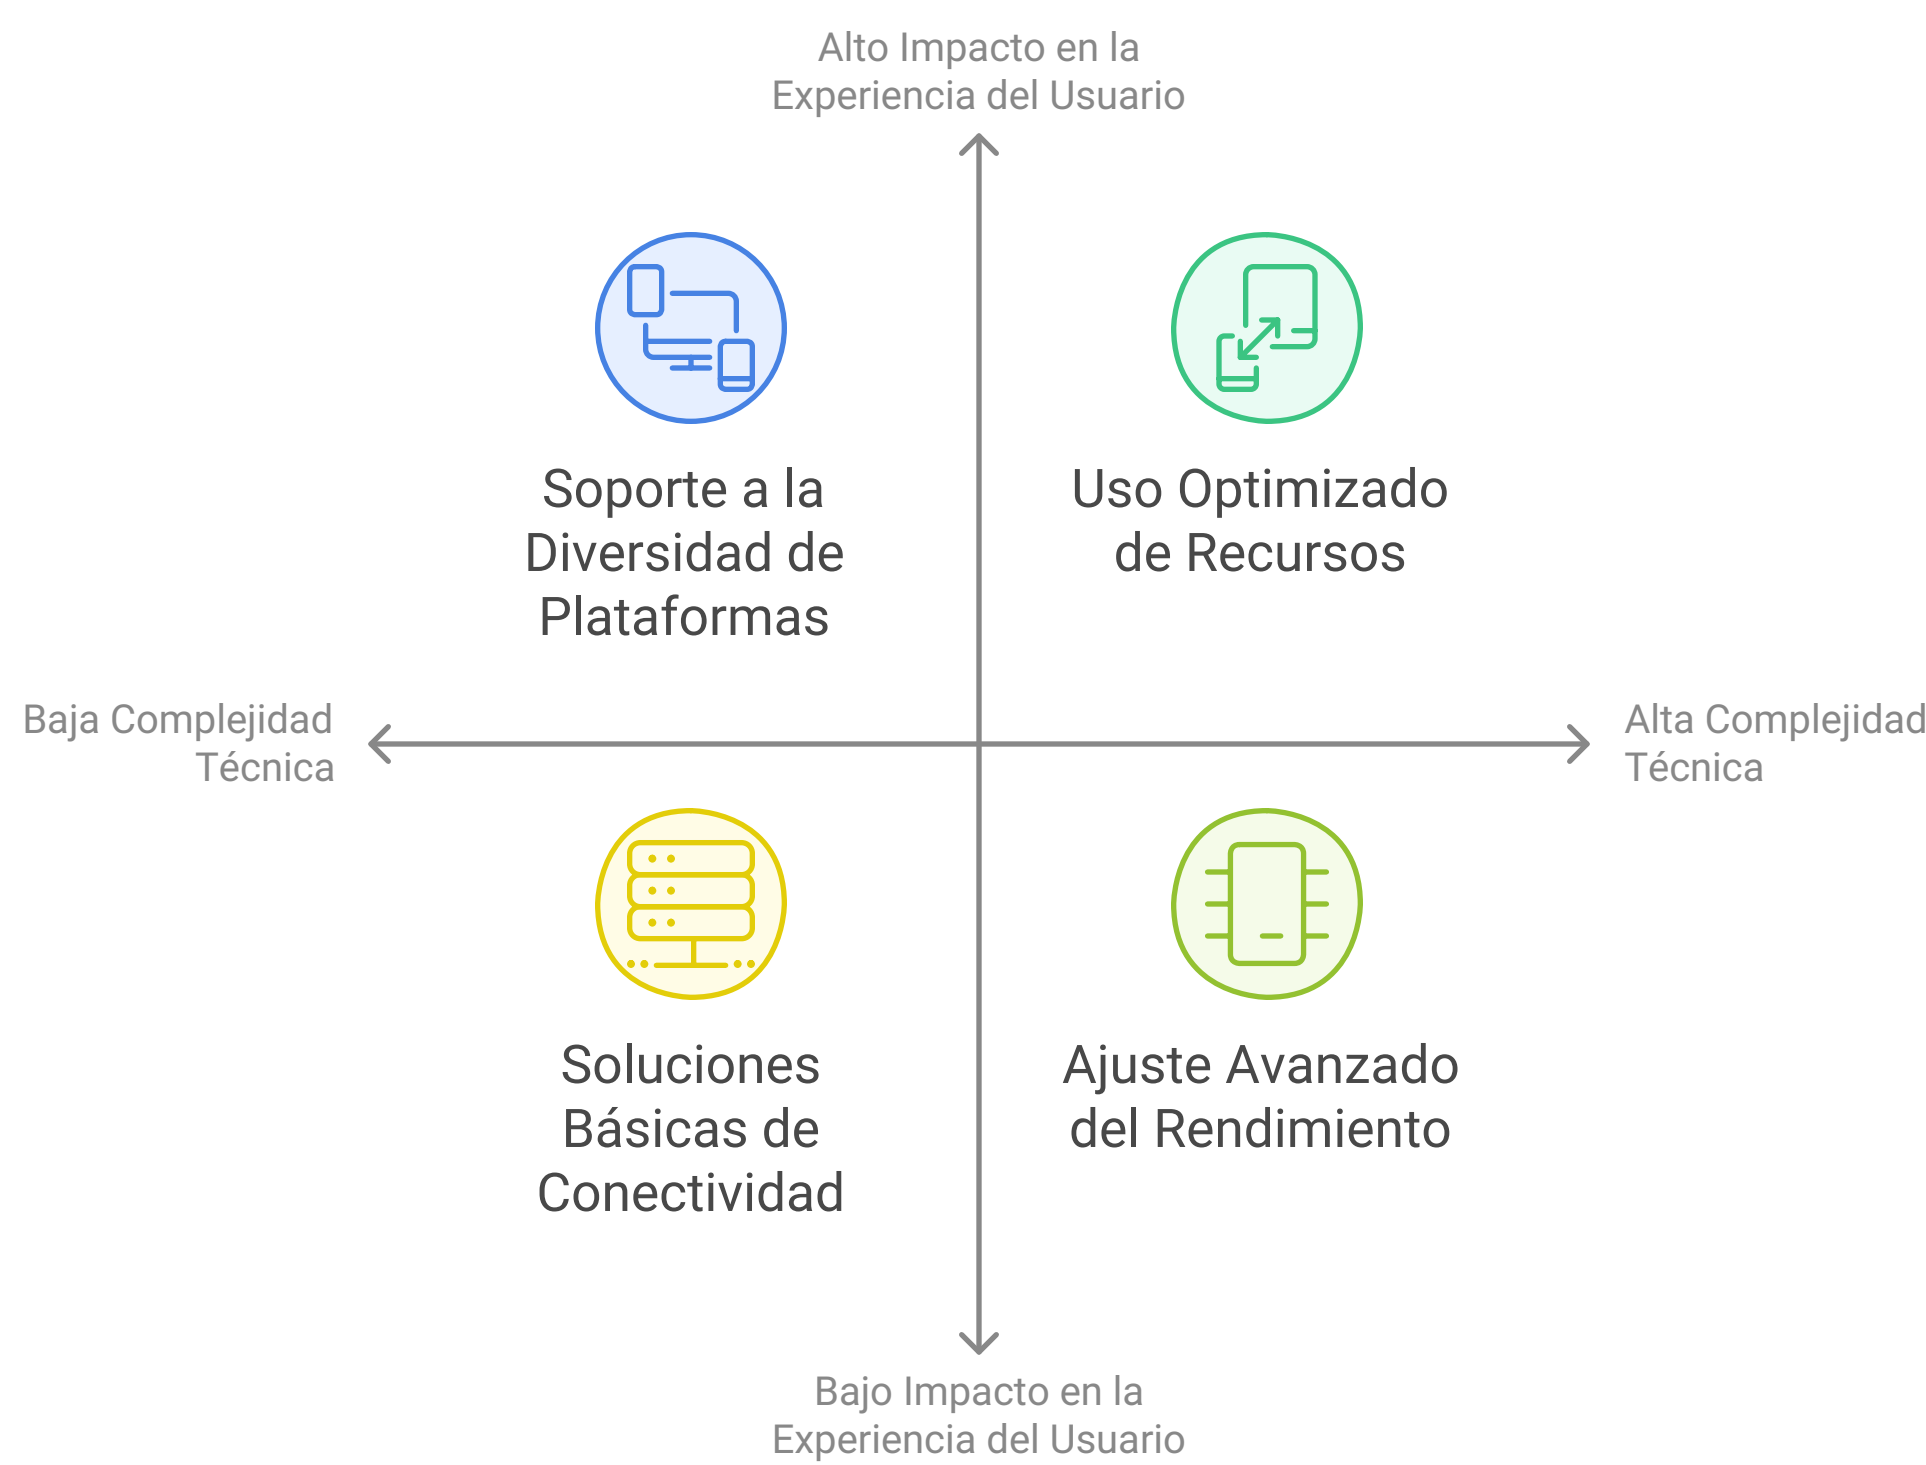 Alto Impacto en la
Experiencia del Usuario
Soporte a la
Diversidad de
Plataformas
Uso Optimizado
de Recursos
Baja Complejidad
Técnica
Alta Complejidad
Técnica
Soluciones
Básicas de
Conectividad
Ajuste Avanzado
del Rendimiento
Bajo Impacto en la
Experiencia del Usuario